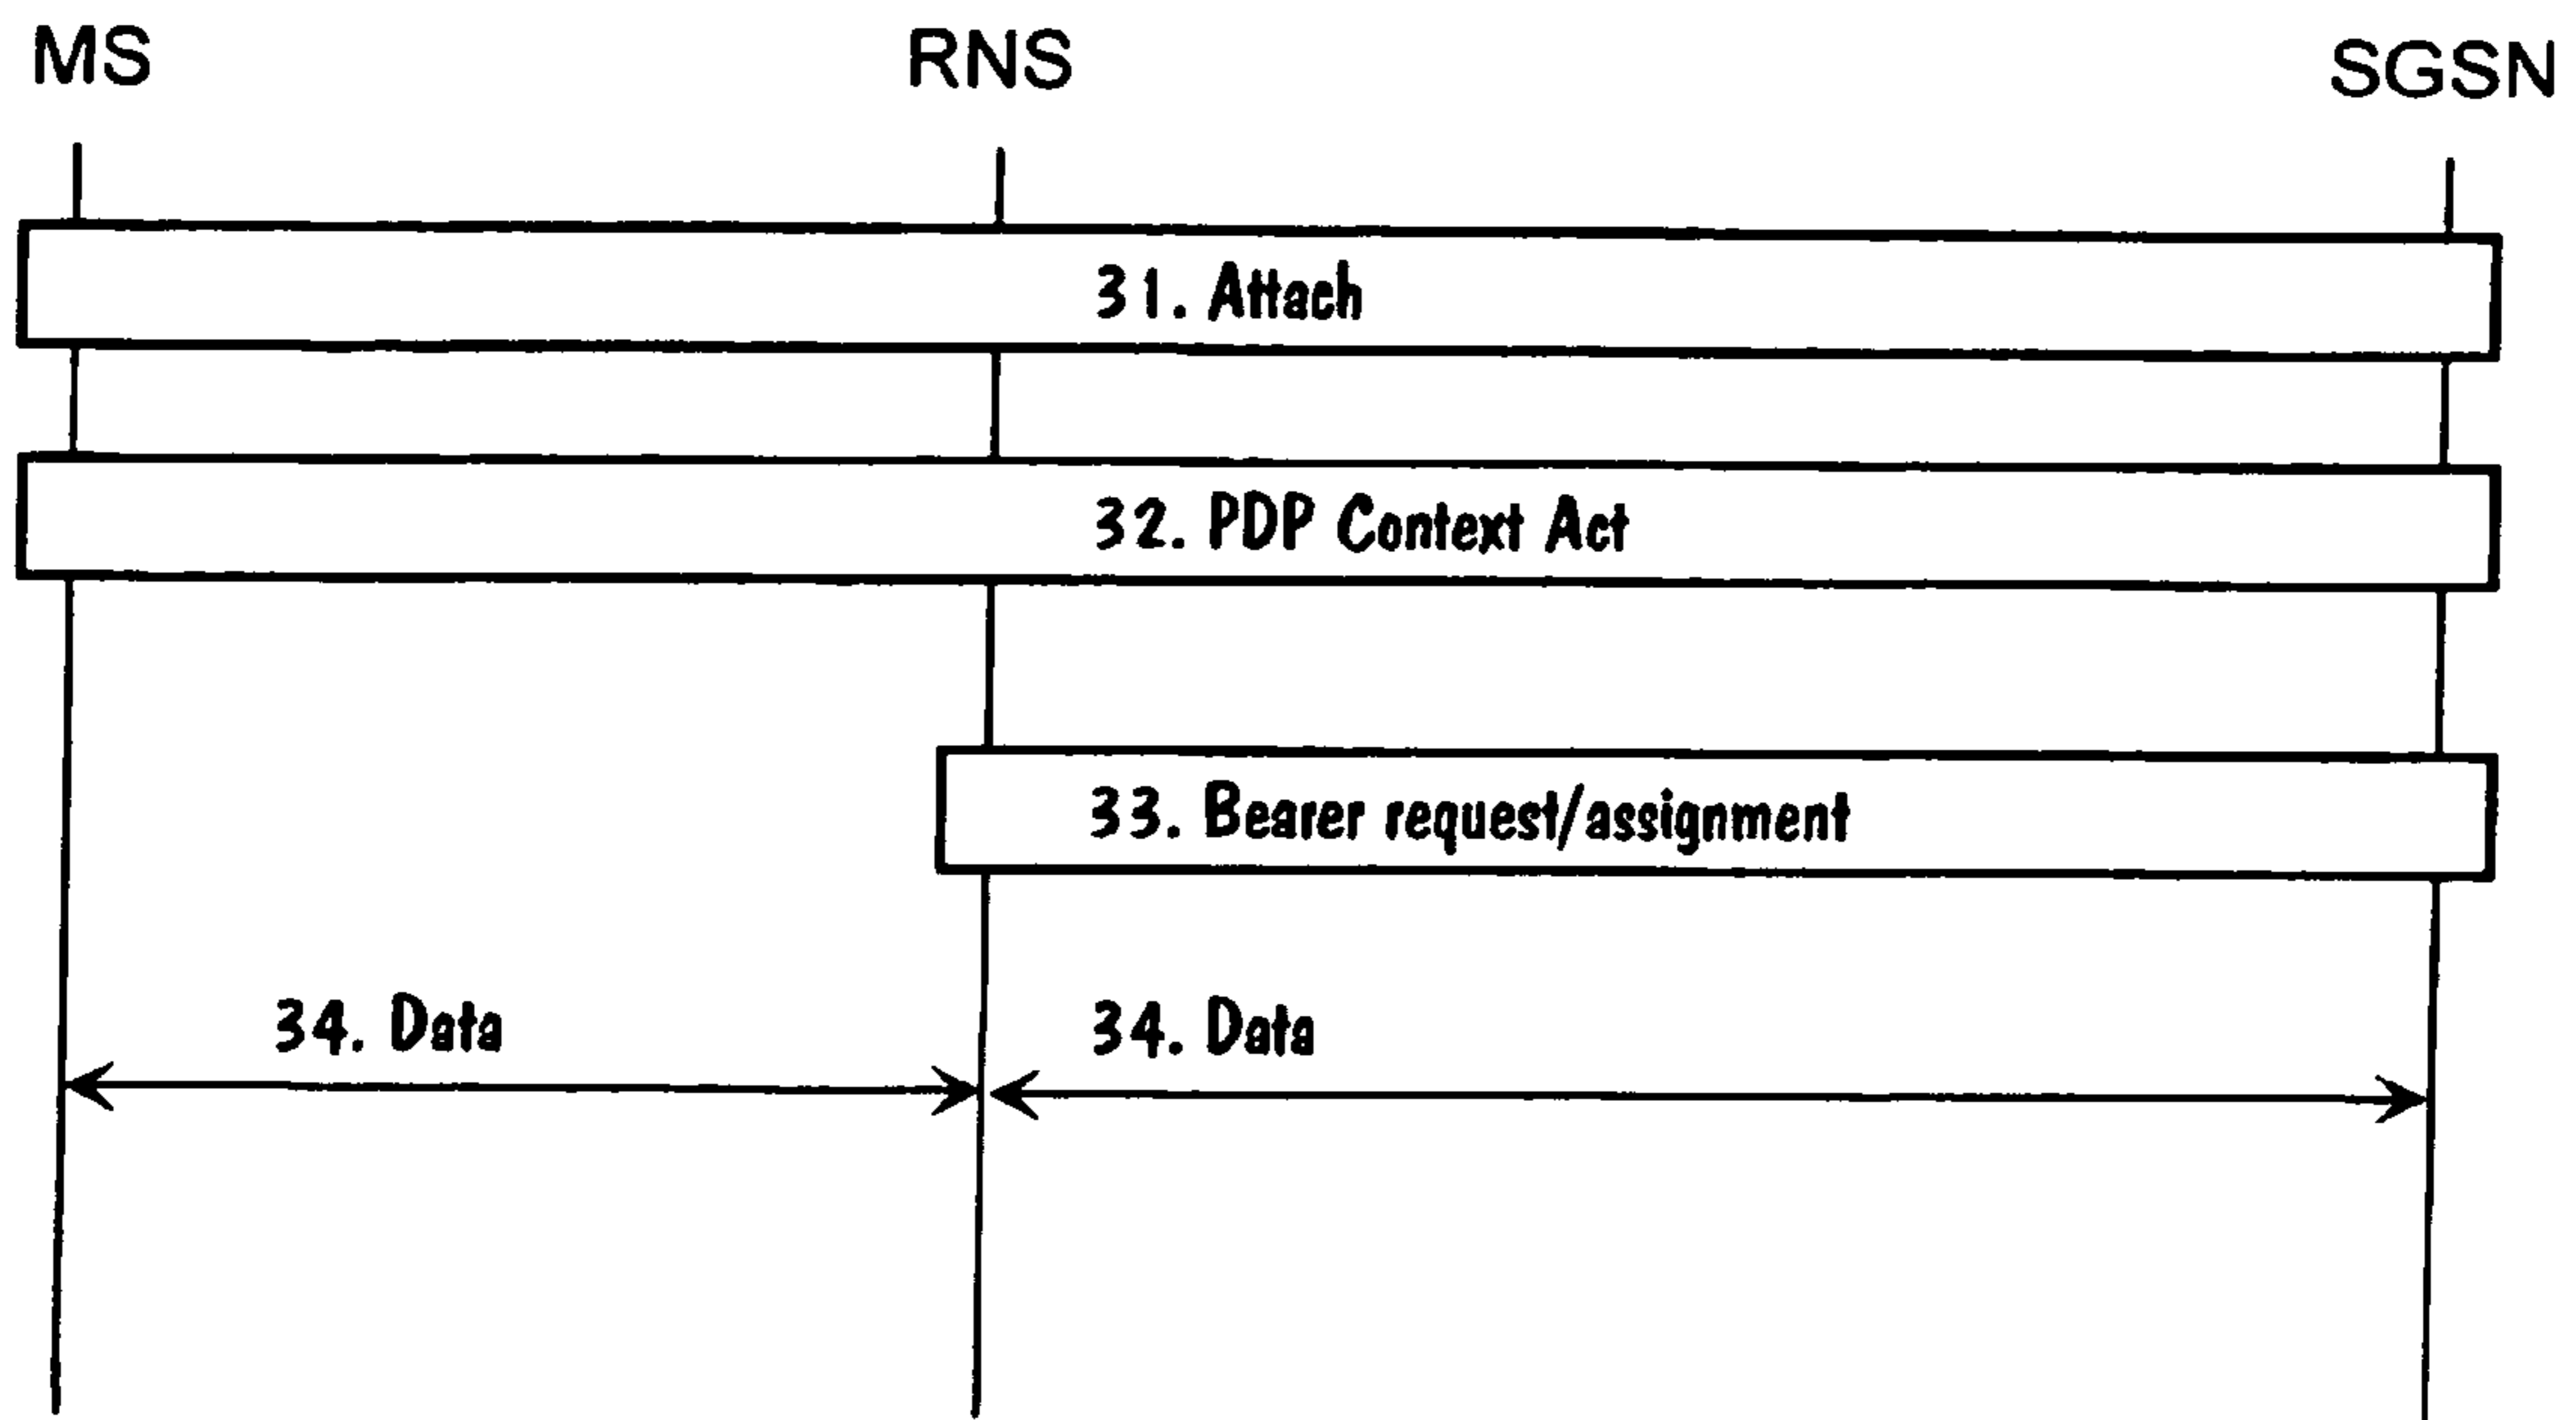 MS
RNS
SGSN
31. Attach
32. PDP Context Act
33. Bearer request/assignment
34. Data
34. Data